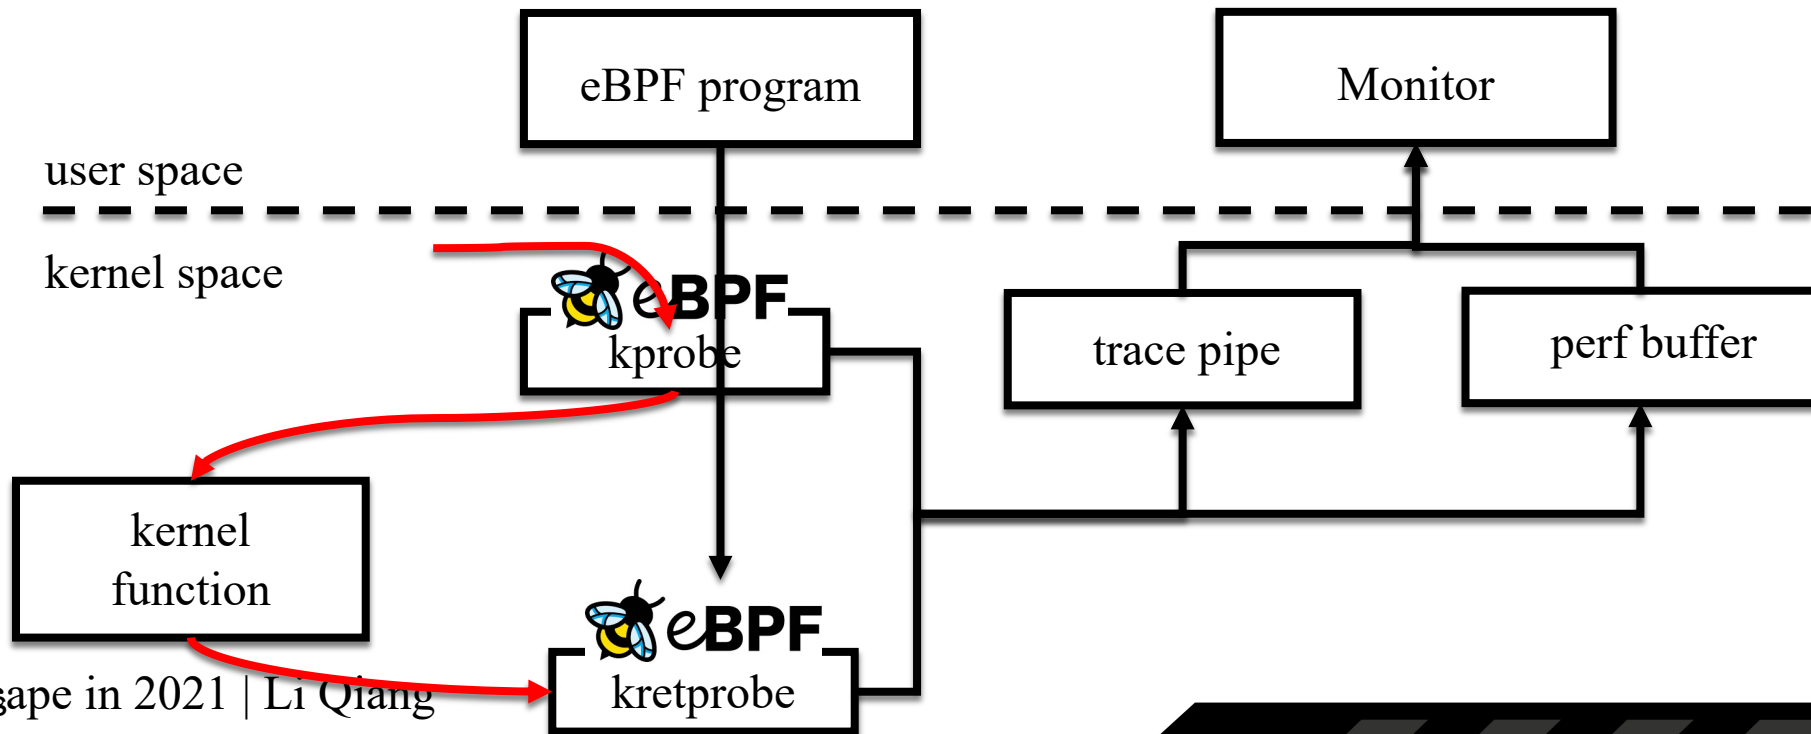 eBPF program
Monitor
user space
kernel space
eBPF
kprobe
trace pipe
perf buffer
kernel
function
eBPF
kretprobe
in 2021 | Li Qiang